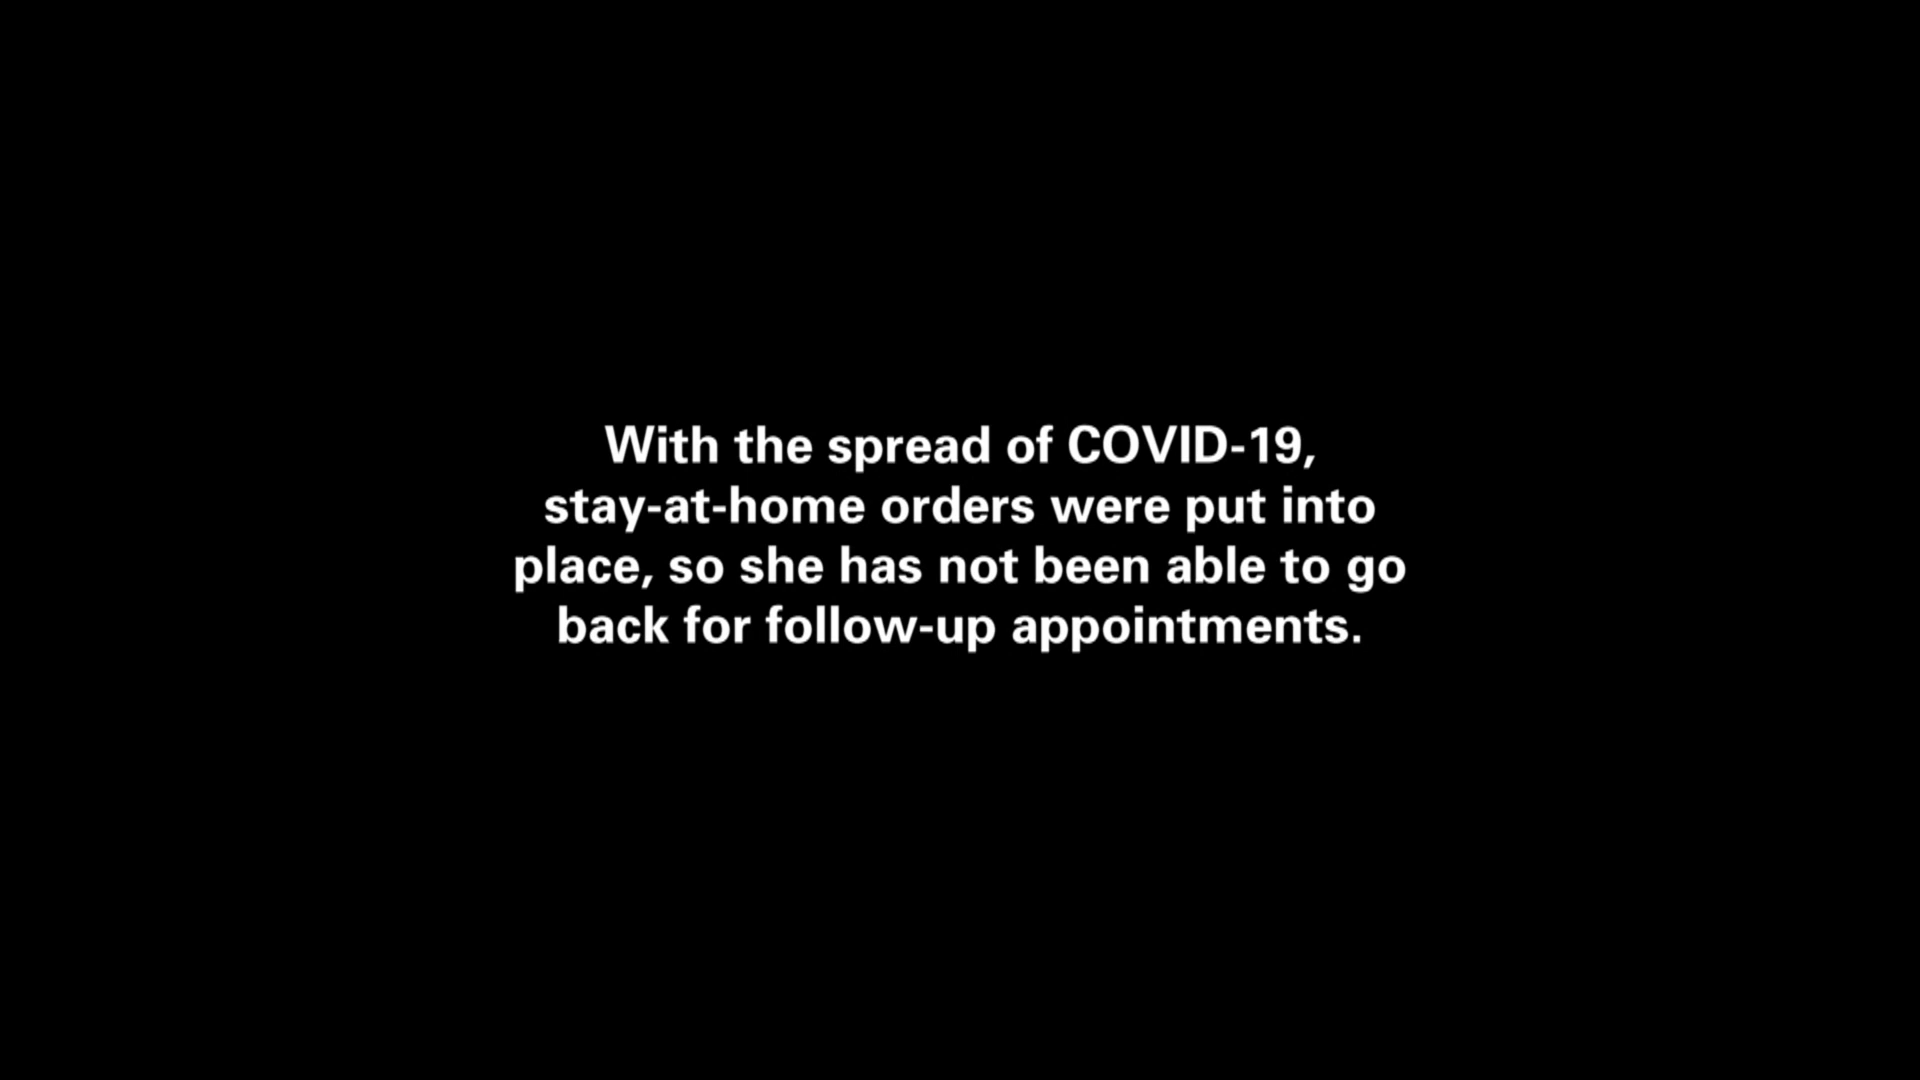 With the spread of COVID-19,
stay-at-home orders were put into
place, so she has not been able to go
back for follow-up appointments.